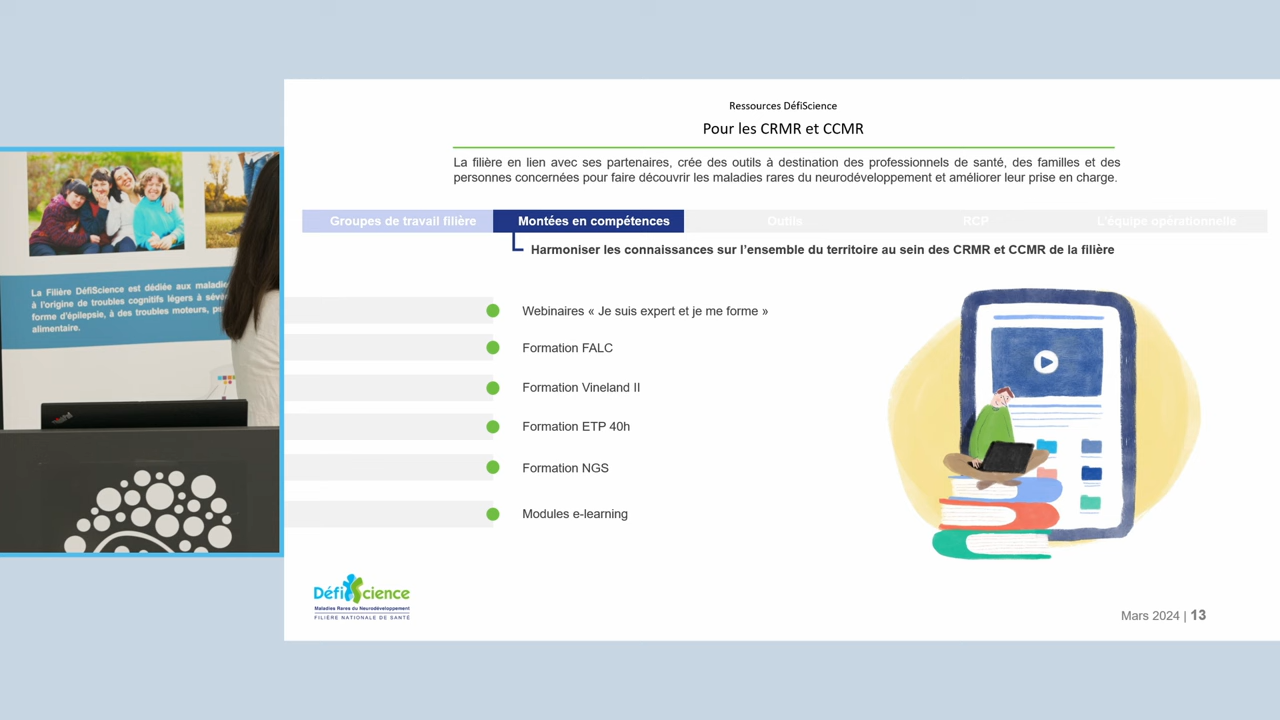 Ressources DéfiScience
Pour les CRMR et CCMR
La filière en lien avec ses partenaires, crée des outils à destination des professionnels de santé, des familles et des
personnes concernées pour faire découvrir les maladies rares du neurodéveloppement et améliorer leur prise en charge.
Groupes de travail filière
Montées en compétences
Outils
RCP
L'équipe opérationnelle
Harmoniser les connaissances sur l'ensemble du territoire au sein des CRMR et CCMR de la filière
Webinaires « Je suis expert et je me forme »
Formation FALC
Formation Vineland II
Formation ETP 40h
Formation NGS
Modules e-learning
DéfiScience
Maladies Rares du Neurodéveloppement
FILIÈRE NATIONALE DE SANTÉ
Mars 2024 | 13
La Filière DéfiScience est dédiée aux
à l'origine de troubles cognitifs légers à
forme d'épilepsie, à des troubles moteurs,
alimentaire.